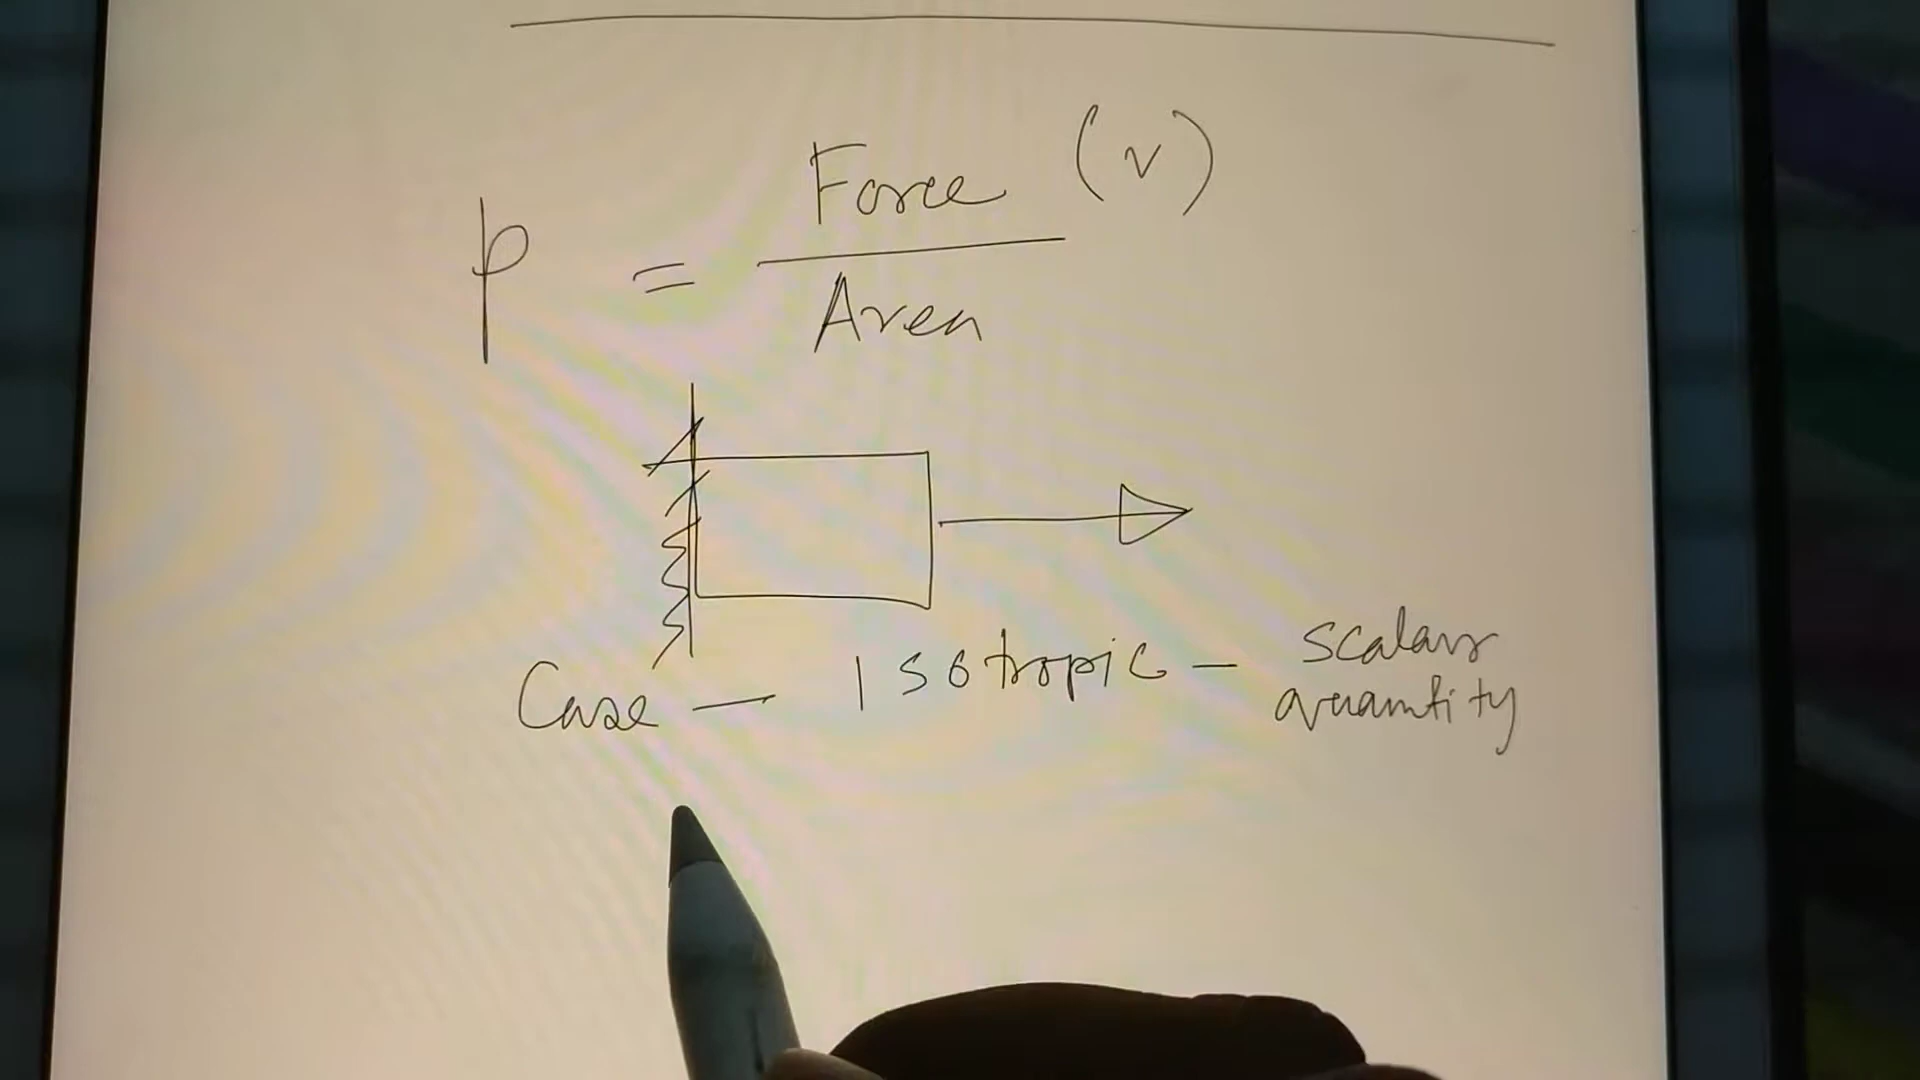 p = Force (v)
Area
Case — Isotropic — scalar
quantity